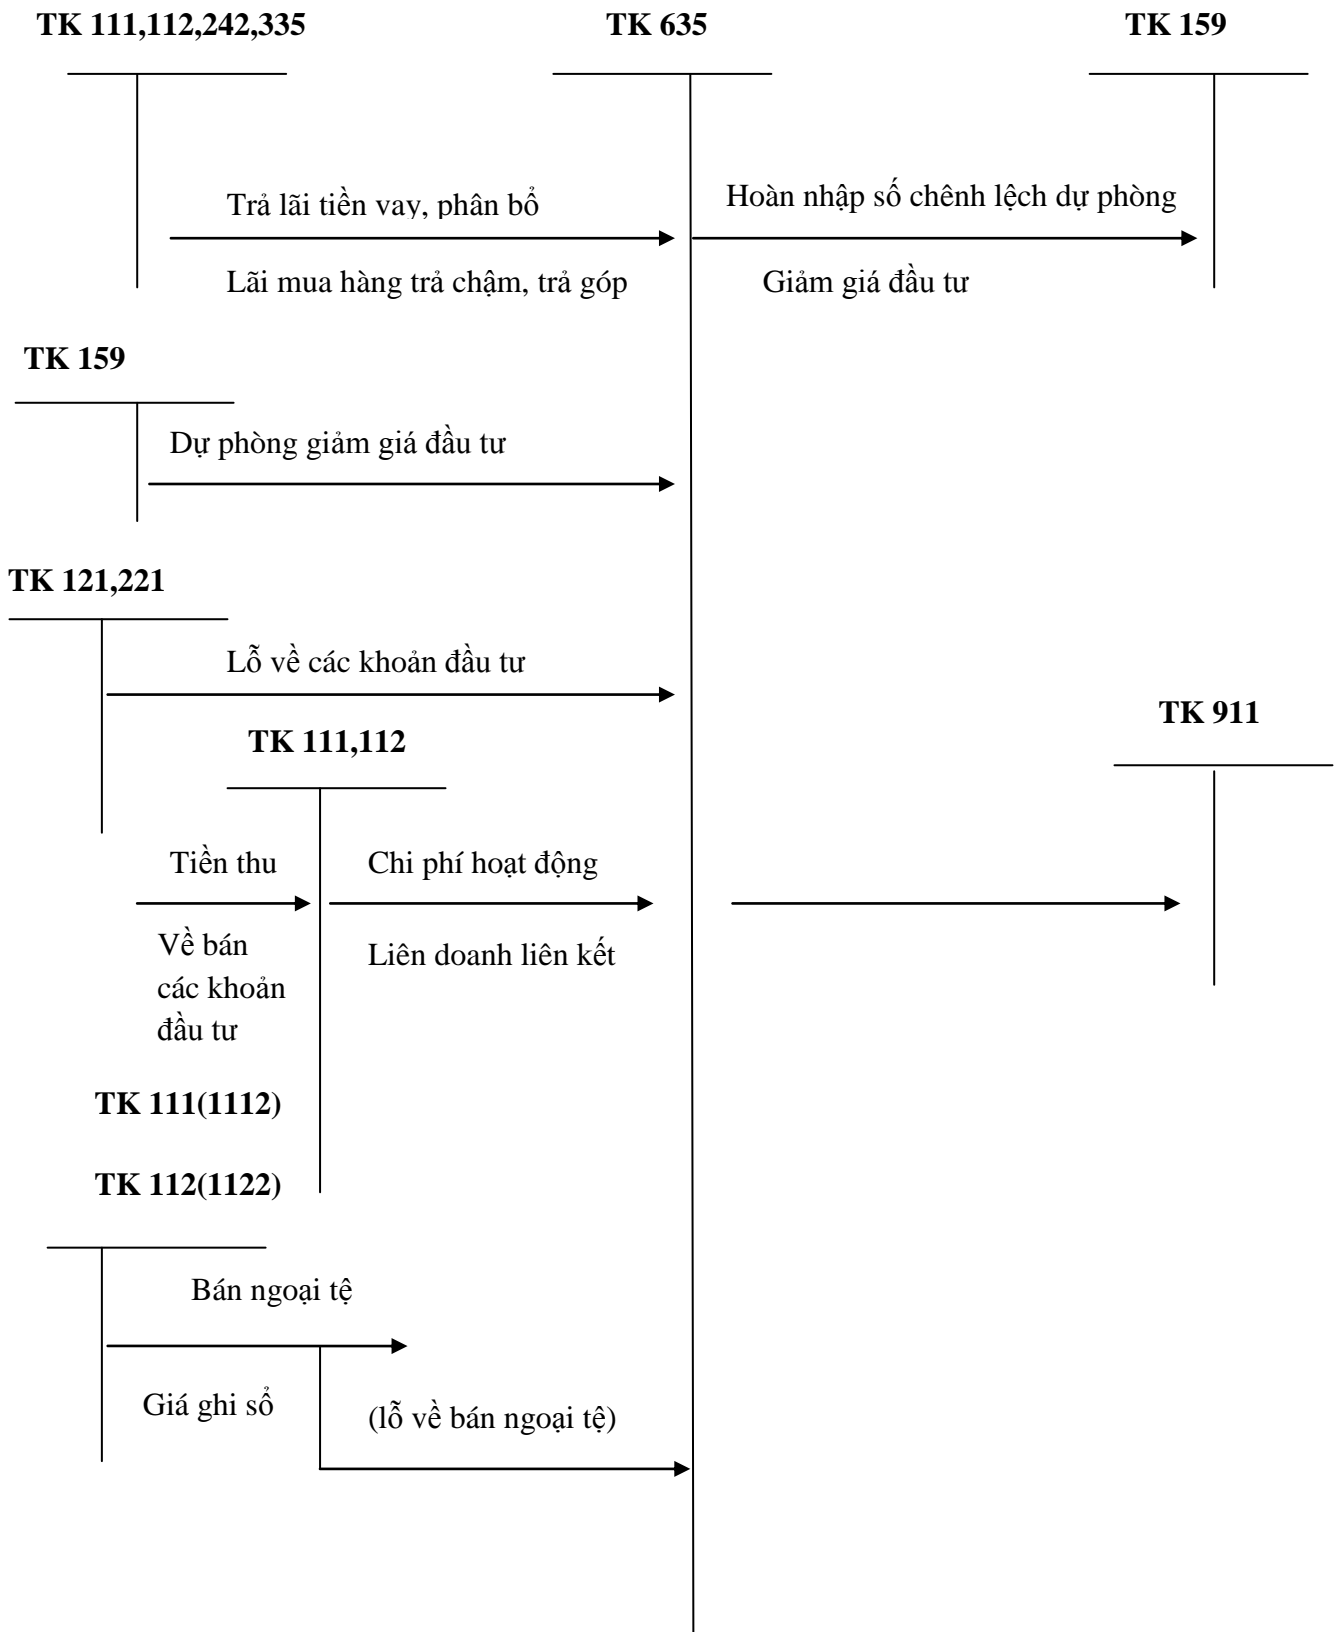 TK 111,112,242,335
TK 635
TK 159
Trả lãi tiền vay, phân bổ
Hoàn nhập số chênh lệch dự phòng
Lãi mua hàng trả chậm, trả góp
Giảm giá đầu tư
TK 159
Dự phòng giảm giá đầu tư
TK 121,221
Lỗ về các khoản đầu tư
TK 911
TK 111,112
Tiền thu
Chi phí hoạt động
Về bán
các khoản
đầu tư
Liên doanh liên kết
TK 111(1112)
TK 112(1122)
Bán ngoại tệ
Giá ghi sổ
(lỗ về bán ngoại tệ)